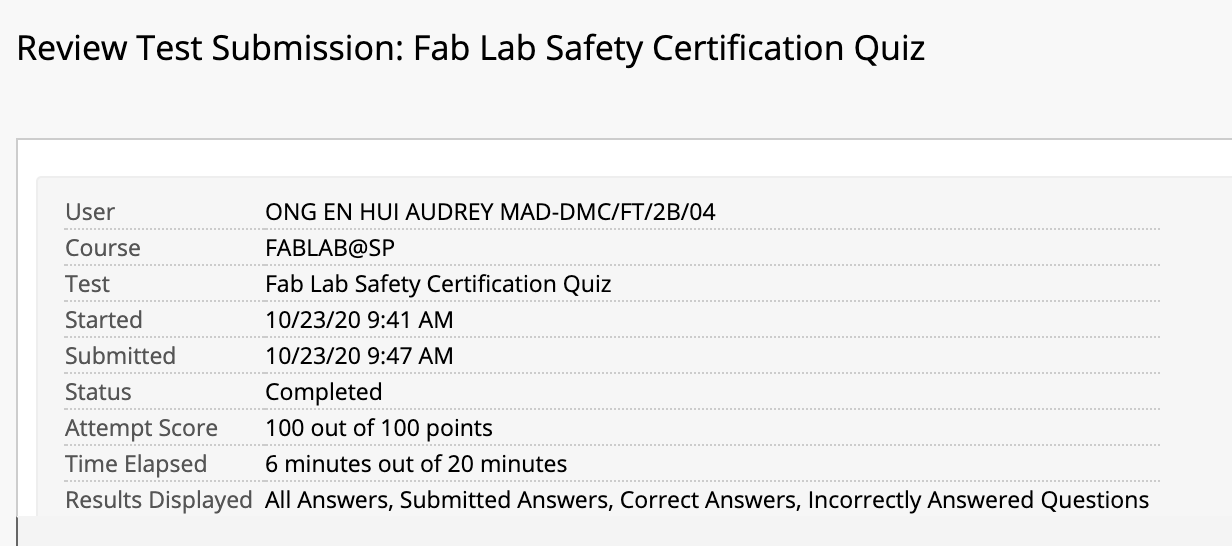 Review Test Submission: Fab Lab Safety Certification Quiz
User ONG EN HUI AUDREY MAD-DMC/FT/2B/04
Course FABLAB@SP
Test Fab Lab Safety Certification Quiz
Started 10/23/20 9:41 AM
Submitted 10/23/20 9:47 AM
Status Completed
Attempt Score 100 out of 100 points
Time Elapsed 6 minutes out of 20 minutes
Results Displayed All Answers, Submitted Answers, Correct Answers, Incorrectly Answered Questions